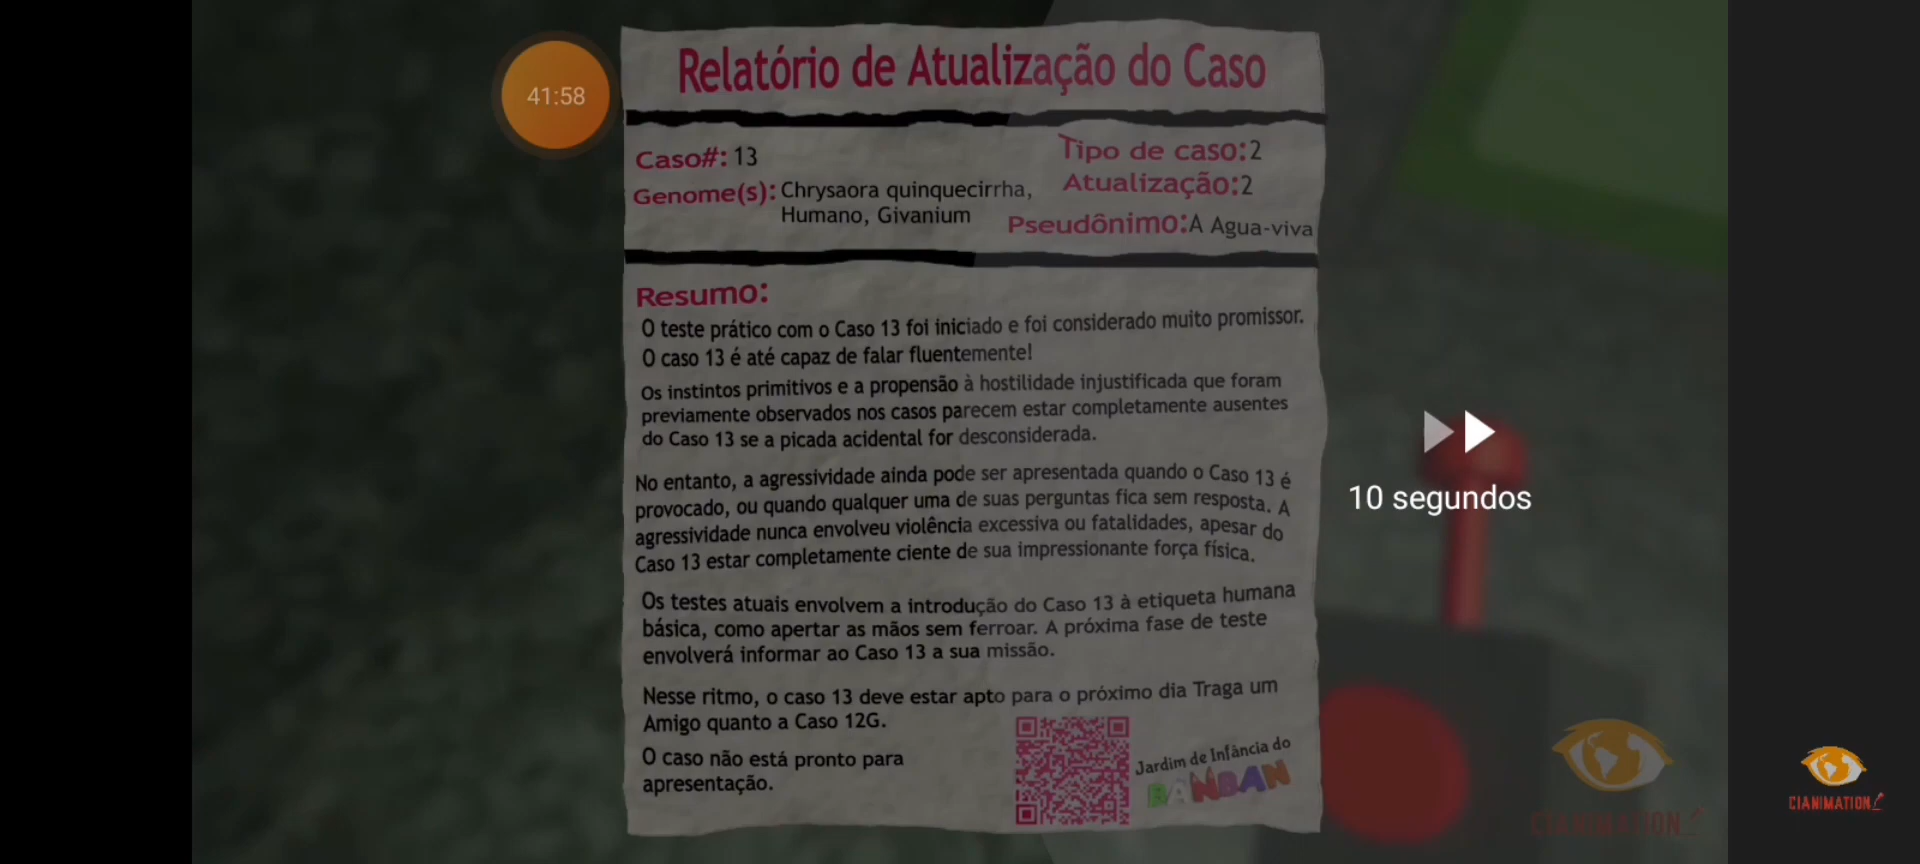 Relatório de Atualização do Caso
41:58
Caso#: 13
Tipo de caso:2
Genome(s): Chrysaora quinquecirrha,
Humano, Givanium
Atualização:2
Pseudônimo:A Agua-viva
Resumo:
O teste prático com o Caso 13 foi iniciado e foi considerado muito promissor.
O caso 13 é até capaz de falar fluentemente!
Os instintos primitivos e a propensão à hostilidade injustificada que foram
previamente observados nos casos parecem estar completamente ausentes
do Caso 13 se a picada acidental for desconsiderada.
No entanto, a agressividade ainda pode ser apresentada quando o Caso 13 é
provocado, ou quando qualquer uma de suas perguntas fica sem resposta. A
agressividade nunca envolveu violência excessiva ou fatalidades, apesar do
Caso 13 estar completamente ciente de sua impressionante força física.
10 segundos
Os testes atuais envolvem a introdução do Caso 13 à etiqueta humana
básica, como apertar as mãos sem ferroar. A próxima fase de teste
envolverá informar ao Caso 13 a sua missão.
Nesse ritmo, o caso 13 deve estar apto para o próximo dia Traga um
Amigo quanto a Caso 12G.
O caso não está pronto para
apresentação.
Jardim de Infância do
BANBAN
CIANIMATION
CIANIMATION